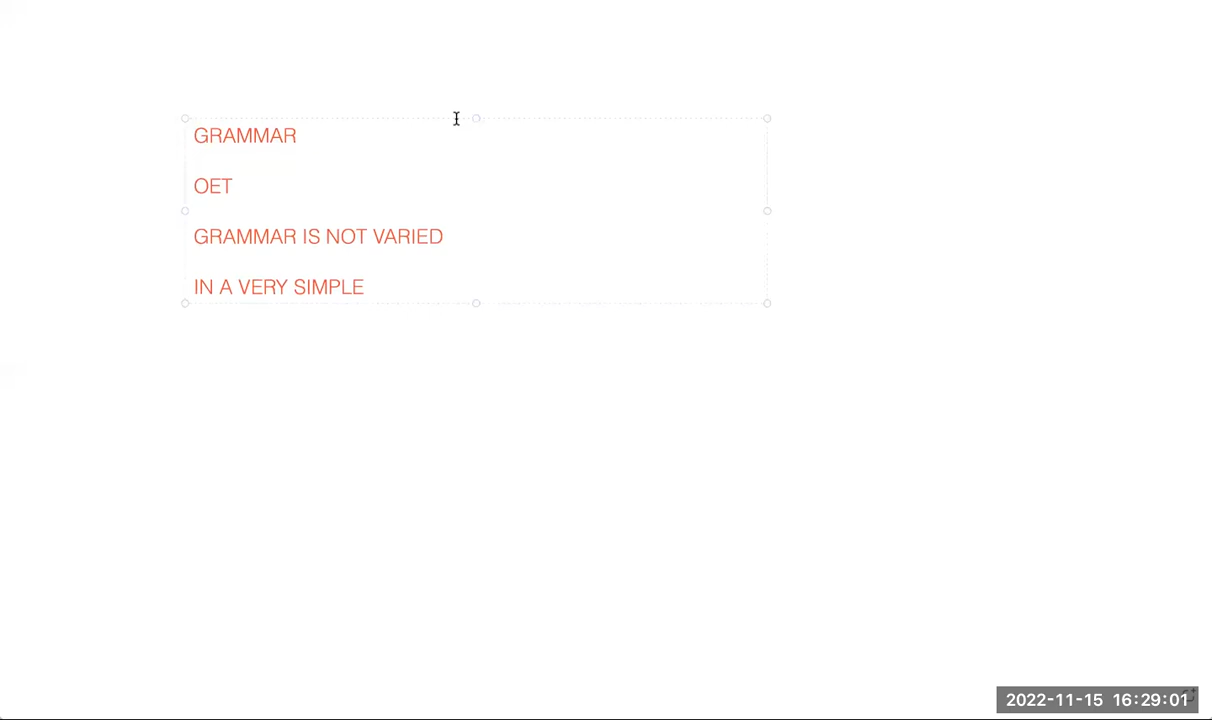 GRAMMAR
OET
GRAMMAR IS NOT VARIED
IN A VERY SIMPLE
2022-11-15 16:29:01